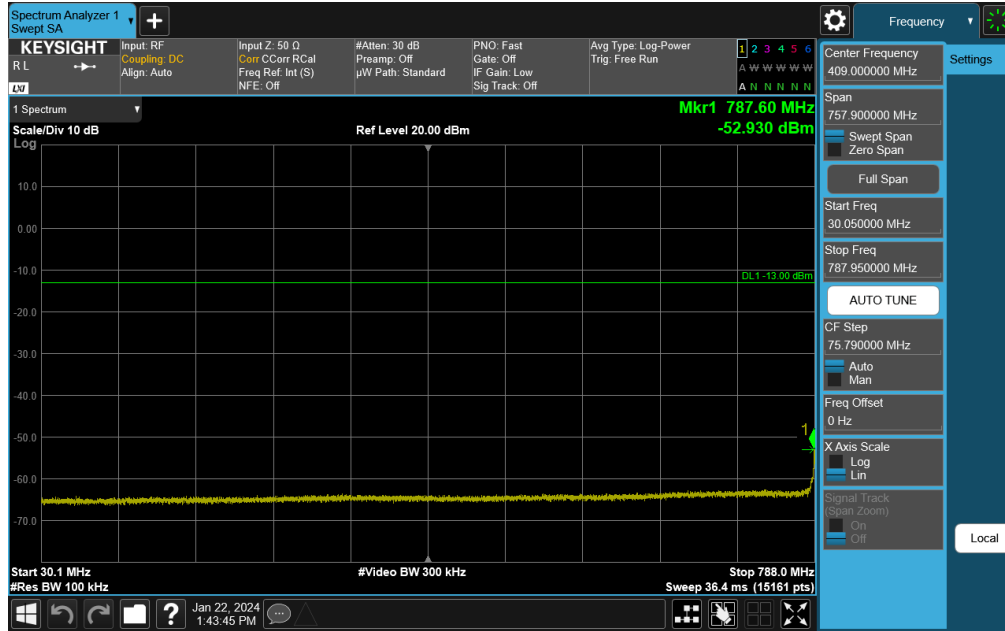 Spectrum Analyzer 1
Swept SA
+
Frequency
Settings
KEYSIGHT
R L
LXI
Input: RF
Coupling: DC
Align: Auto
Input Z: 50 Ω
Corr CCorr RCal
Freq Ref: Int (S)
NFE: Off
#Atten: 30 dB
Preamp: Off
µW Path: Standard
PNO: Fast
Gate: Off
IF Gain: Low
Sig Track: Off
Avg Type: Log-Power
Trig: Free Run
1 2 3 4 5 6
A W W W W W
A N N N N N
1 Spectrum
Mkr1 787.60 MHz
-52.930 dBm
Scale/Div 10 dB
Ref Level 20.00 dBm
Log
10.0
0.00
-10.0
DL1 -13.00 dBm
-20.0
-30.0
-40.0
-50.0
1
-60.0
-70.0
Start 30.1 MHz
#Video BW 300 kHz
Stop 788.0 MHz
#Res BW 100 kHz
Sweep 36.4 ms (15161 pts)
Center Frequency
409.000000 MHz
Span
757.900000 MHz
Swept Span
Zero Span
Full Span
Start Freq
30.050000 MHz
Stop Freq
787.950000 MHz
AUTO TUNE
CF Step
75.790000 MHz
Auto
Man
Freq Offset
0 Hz
X Axis Scale
Log
Lin
Signal Track
(Span Zoom)
On
Off
Local
?
Jan 22, 2024
1:43:45 PM